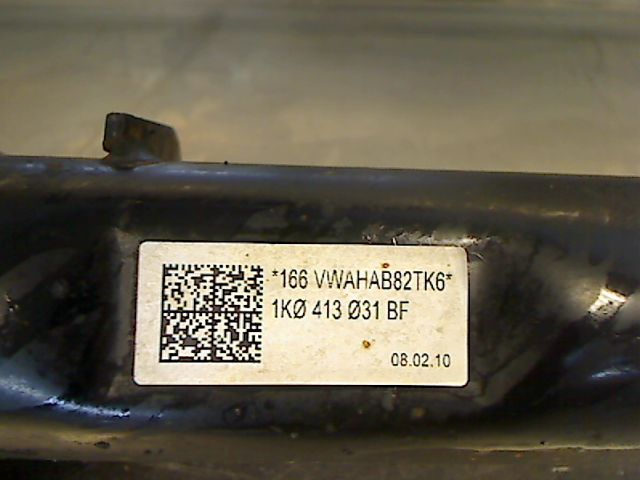 *166 VWAHAB82TK6*
1KØ 413 Ø31 BF
08.02.10